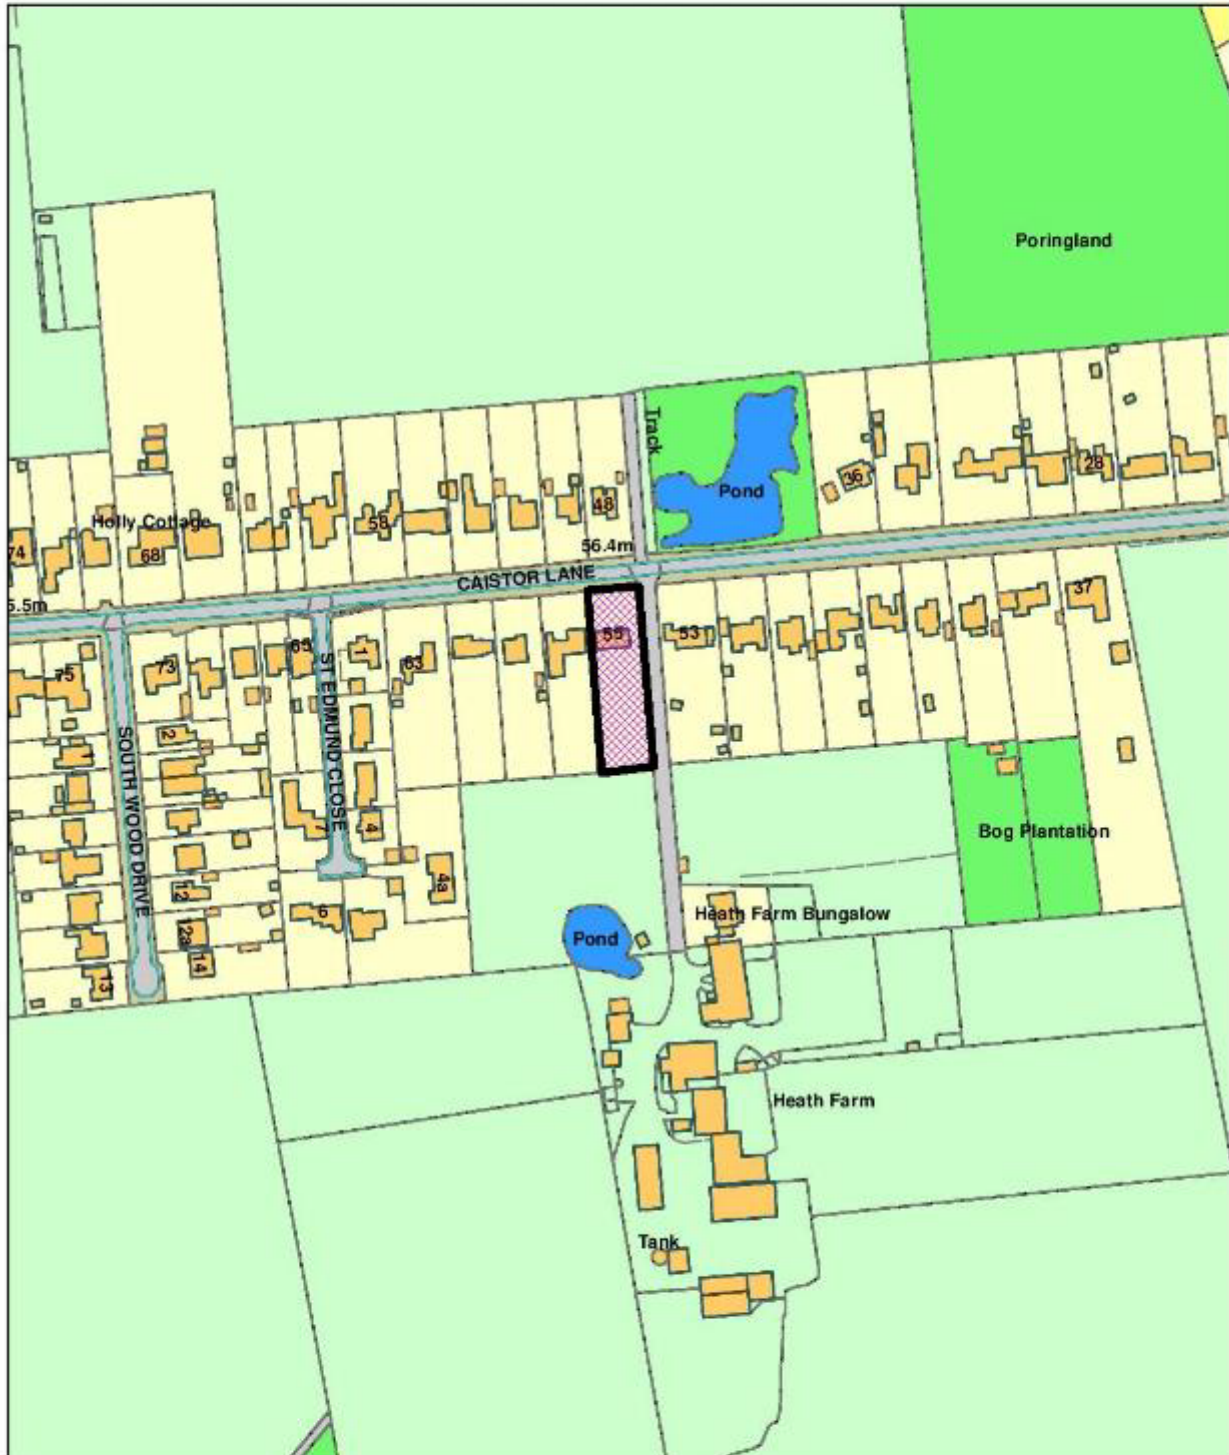 Poringland
Track
Pond
36
28
Holly Cottage
58
48
74
68
56.4m
CAISTOR LANE
5.5m
37
55
53
65
1
63
73
75
ST EDMUND CLOSE
SOUTH WOOD DRIVE
2
1
7
4
Bog Plantation
4a
12
6
12a
14
13
Heath Farm Bungalow
Pond
Heath Farm
Tank